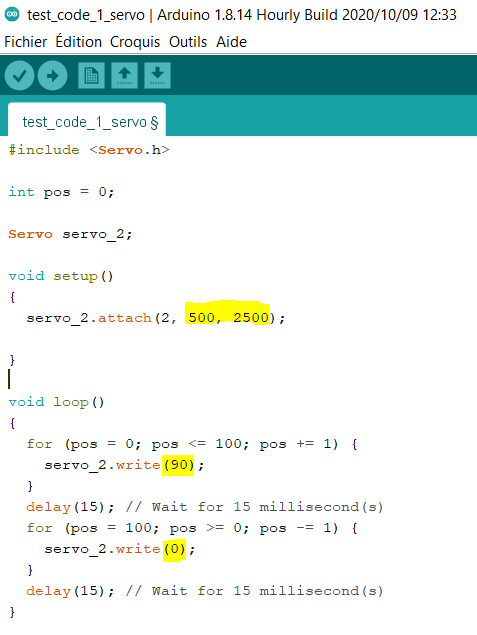 test_code_1_servo | Arduino 1.8.14 Hourly Build 2020/10/09 12:33
Fichier Édition Croquis Outils Aide
test_code_1_servo §
#include <Servo.h>
int pos = 0;
Servo servo_2;
void setup()
{
servo_2.attach(2, 500, 2500);
}
void loop()
{
for (pos = 0; pos <= 100; pos += 1) {
servo_2.write(90);
}
delay(15); // Wait for 15 millisecond(s)
for (pos = 100; pos >= 0; pos -= 1) {
servo_2.write(0);
}
delay(15); // Wait for 15 millisecond(s)
}